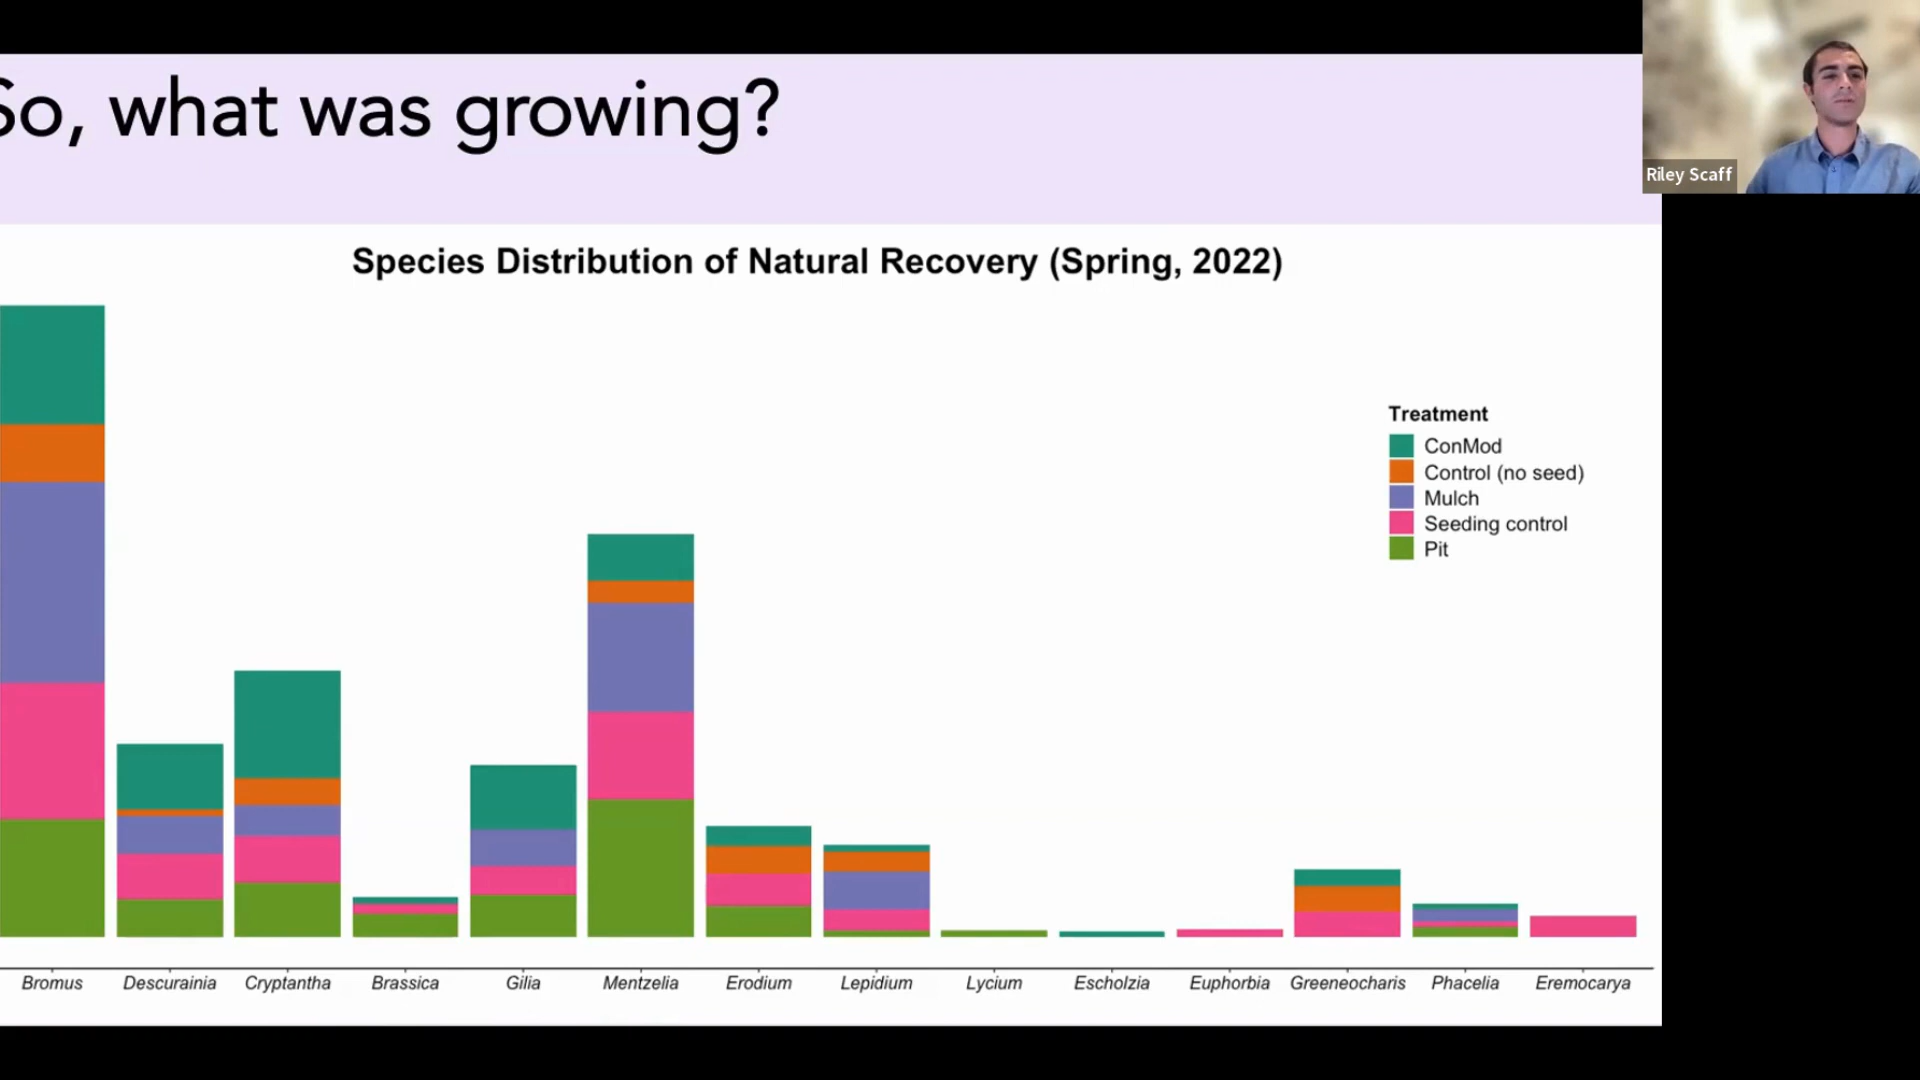 So, what was growing?
Riley Scaff
Species Distribution of Natural Recovery (Spring, 2022)
Treatment
ConMod
Control (no seed)
Mulch
Seeding control
Pit
Bromus Descurainia Cryptantha Brassica Gilia Mentzelia Erodium Lepidium Lycium Escholzia Euphorbia Greeneocharis Phacelia Eremocarya